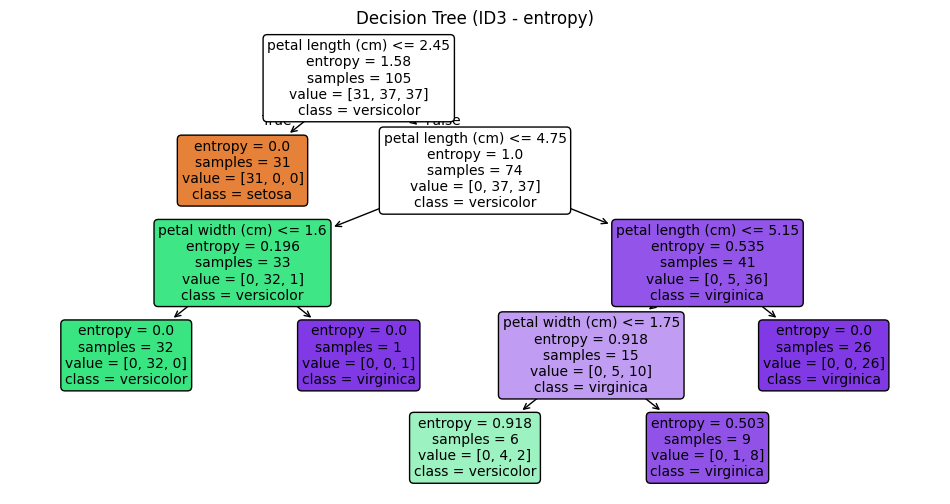 Decision Tree (ID3 - entropy)
petal length (cm) <= 2.45
entropy = 1.58
samples = 105
value = [31, 37, 37]
class = versicolor
petal length (cm) <= 4.75
entropy = 1.0
samples = 74
value = [0, 37, 37]
class = versicolor
entropy = 0.0
samples = 31
value = [31, 0, 0]
class = setosa
petal width (cm) <= 1.6
entropy = 0.196
samples = 33
value = [0, 32, 1]
class = versicolor
petal length (cm) <= 5.15
entropy = 0.535
samples = 41
value = [0, 5, 36]
class = virginica
entropy = 0.0
samples = 32
value = [0, 32, 0]
class = versicolor
entropy = 0.0
samples = 1
value = [0, 0, 1]
class = virginica
petal width (cm) <= 1.75
entropy = 0.918
samples = 15
value = [0, 5, 10]
class = virginica
entropy = 0.0
samples = 26
value = [0, 0, 26]
class = virginica
entropy = 0.918
samples = 6
value = [0, 4, 2]
class = versicolor
entropy = 0.503
samples = 9
value = [0, 1, 8]
class = virginica